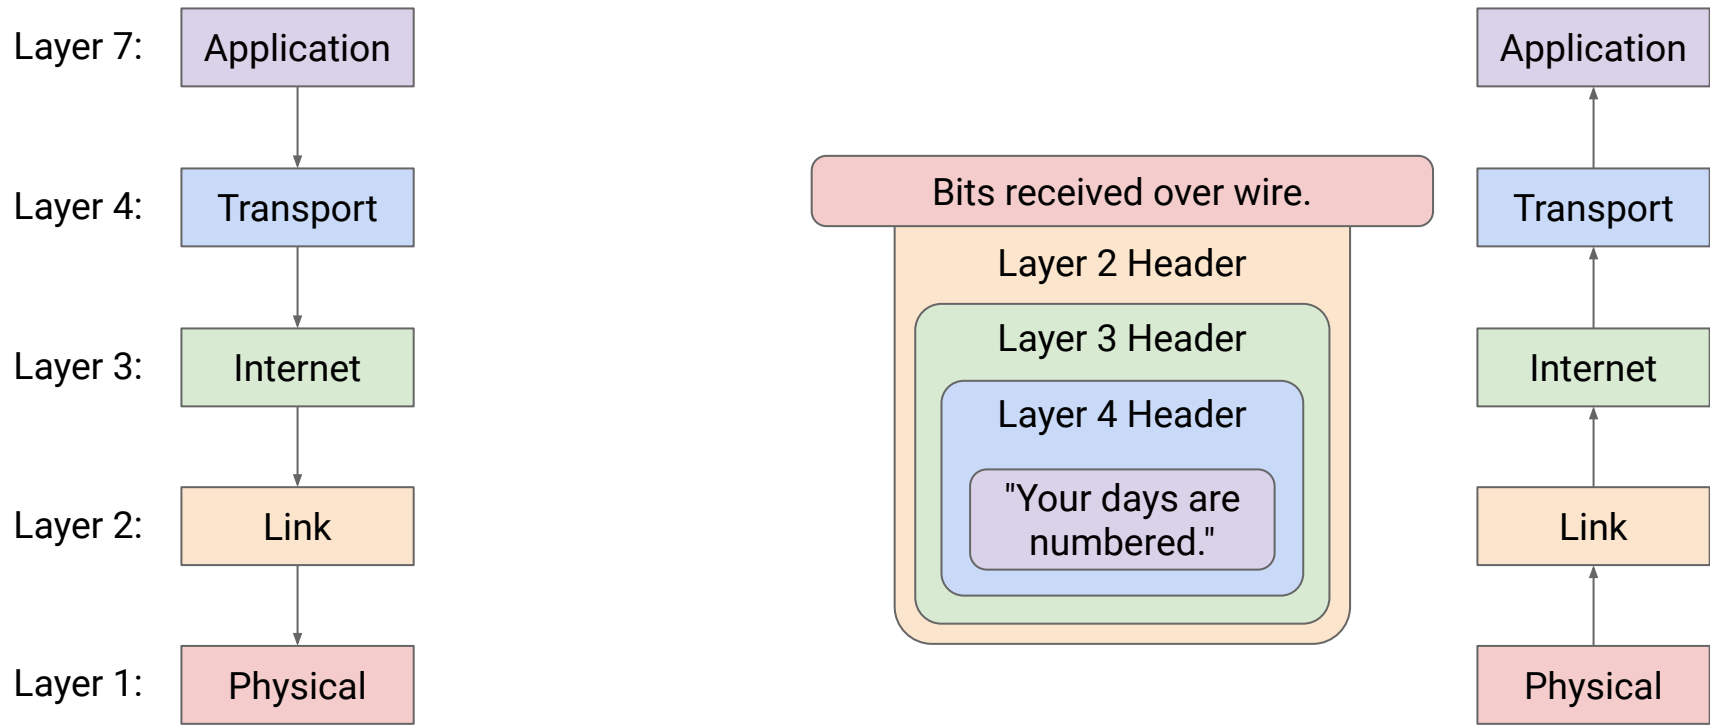 Layer 7:
Application
Layer 4:
Transport
Layer 3:
Internet
Layer 2:
Link
Layer 1:
Physical
Bits received over wire.
Layer 2 Header
Layer 3 Header
Layer 4 Header
"Your days are
numbered."
Application
Transport
Internet
Link
Physical